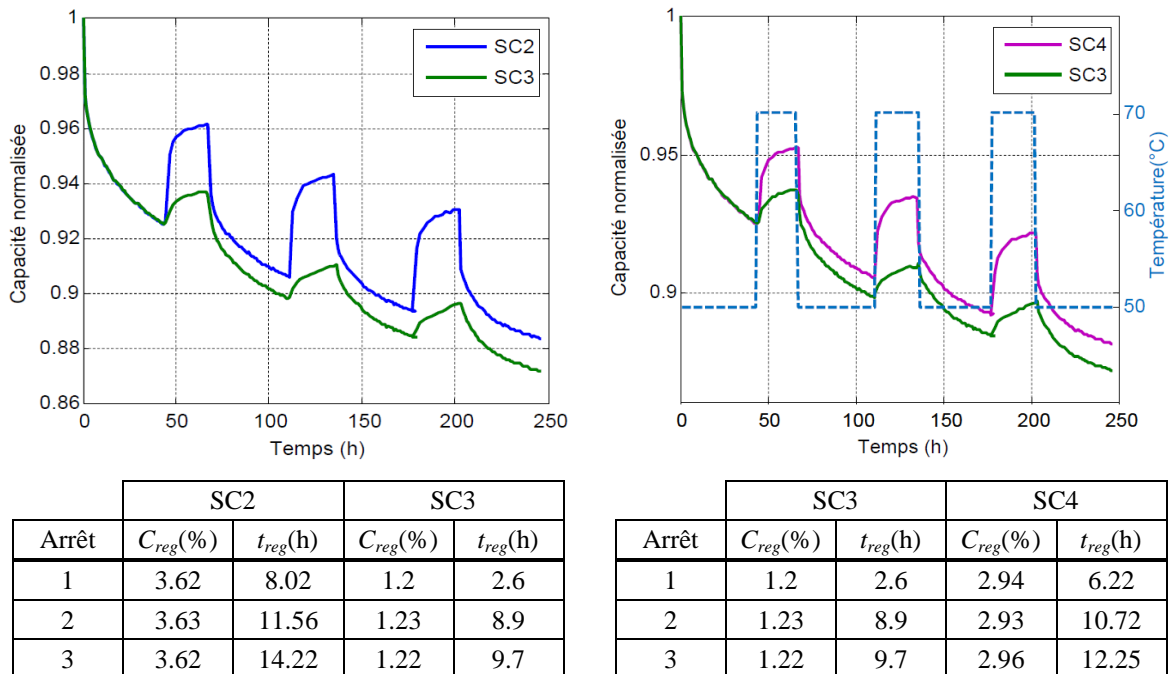 1
0.98
0.96
0.94
0.92
0.9
0.88
0.86
Capacité normalisée
SC2
SC3
0 50 100 150 200 250
Temps (h)
0.95
0.9
Capacité normalisée
1
SC4
SC3
70
60
50
Température(°C)
0 50 100 150 200 250
Temps (h)
SC2 SC3
Arrêt Creg(%) treg(h) Creg(%) treg(h)
1 3.62 8.02 1.2 2.6
2 3.63 11.56 1.23 8.9
3 3.62 14.22 1.22 9.7
SC3 SC4
Arrêt Creg(%) treg(h) Creg(%) treg(h)
1 1.2 2.6 2.94 6.22
2 1.23 8.9 2.93 10.72
3 1.22 9.7 2.96 12.25